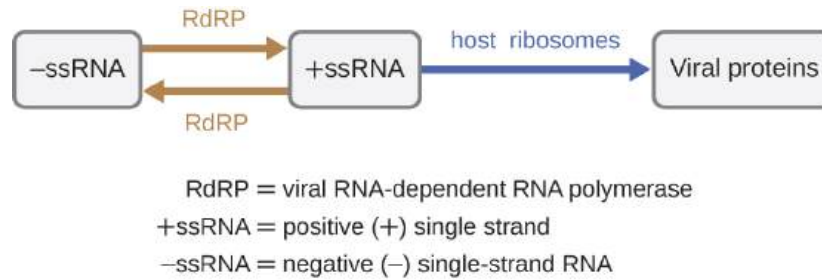 RdRP
–ssRNA
+ssRNA
host ribosomes
Viral proteins
RdRP
RdRP = viral RNA-dependent RNA polymerase
+ssRNA = positive (+) single strand
–ssRNA = negative (–) single-strand RNA